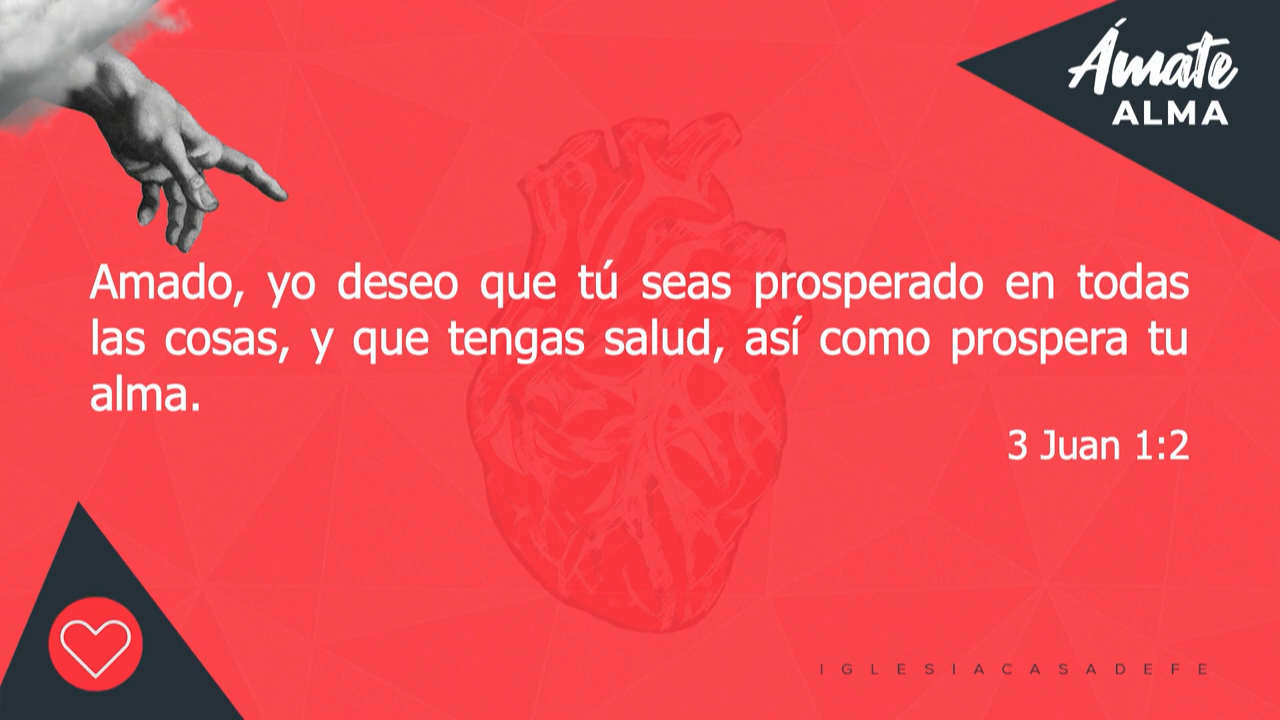 Ámate
ALMA
Amado, yo deseo que tú seas prosperado en todas
las cosas, y que tengas salud, así como prospera tu
alma.
3 Juan 1:2
IGLESIACASADEFE